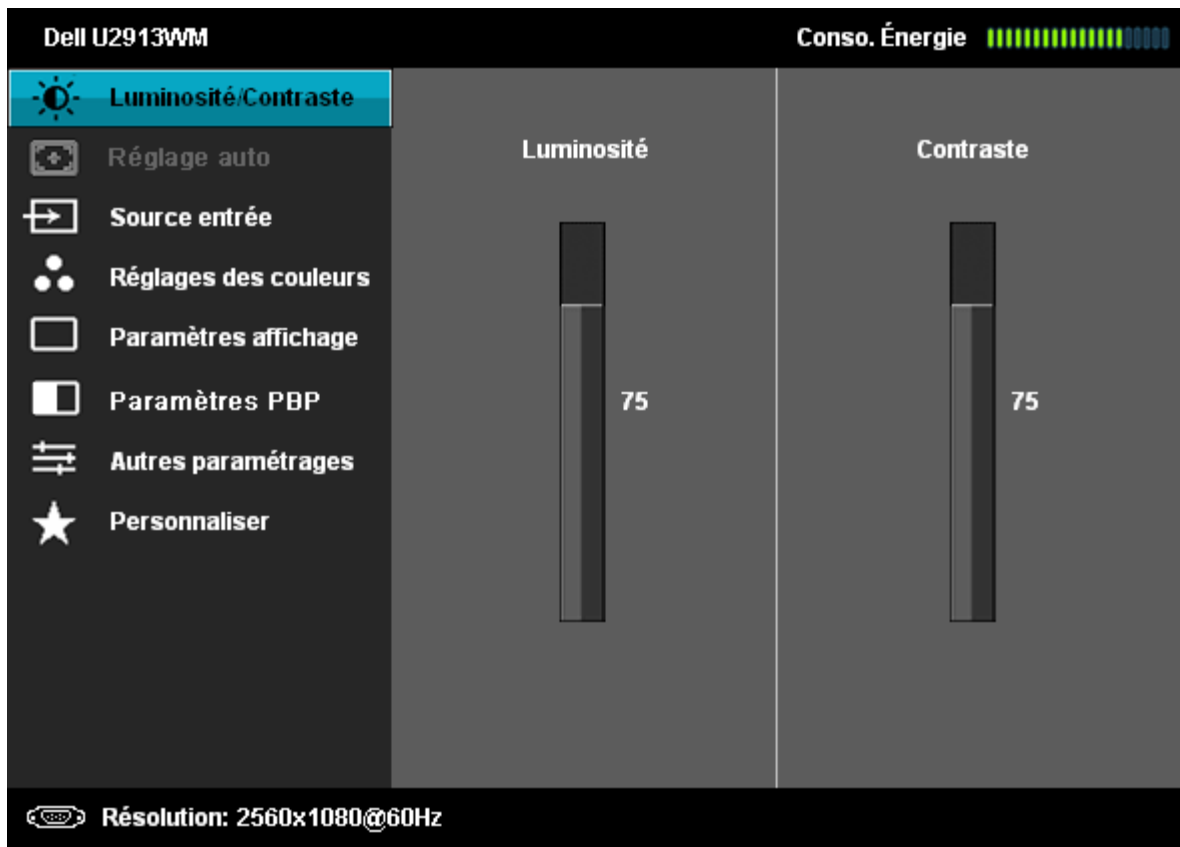 Dell U2913WM
Conso. Énergie
Luminosité/Contraste
Réglage auto
Source entrée
Réglages des couleurs
Paramètres affichage
Paramètres PBP
Autres paramétrages
Personnaliser
Luminosité
75
Contraste
75
Résolution: 2560x1080@60Hz